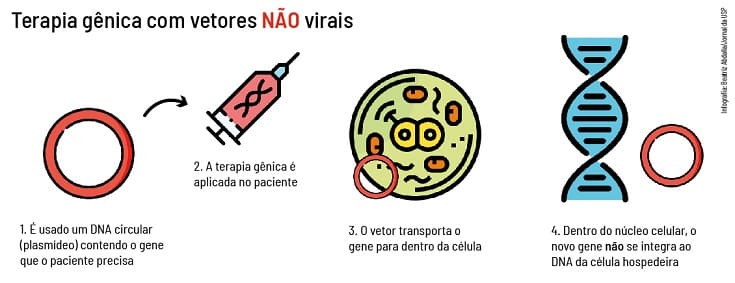 Terapia gênica com vetores NÃO virais
2. A terapia gênica é
aplicada no paciente
1. É usado um DNA circular
(plasmídeo) contendo o gene
que o paciente precisa
3. O vetor transporta o
gene para dentro da célula
4. Dentro do núcleo celular, o
novo gene não se integra ao
DNA da célula hospedeira
Infografia: Beatriz Abdalla/Jornal da USP